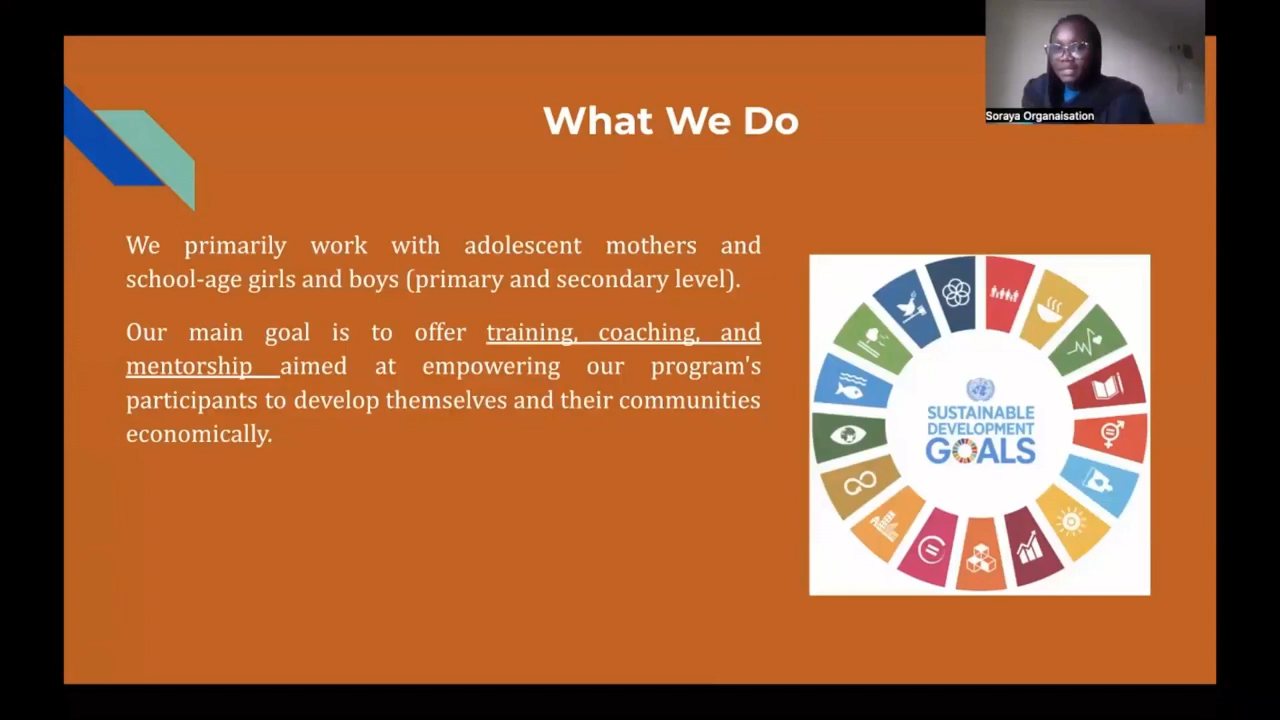 What We Do
Soraya Organaisation
We primarily work with adolescent mothers and
school-age girls and boys (primary and secondary level).
Our main goal is to offer training, coaching, and
mentorship aimed at empowering our program's
participants to develop themselves and their communities
economically.
SUSTAINABLE
DEVELOPMENT
GOALS